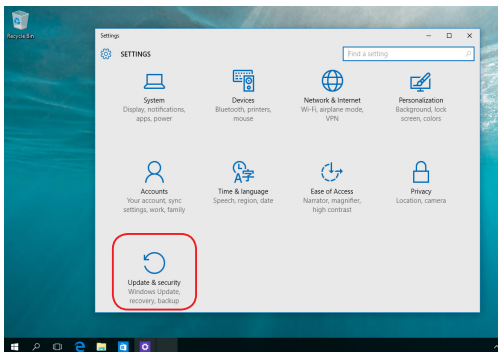 Recycle Bin
Settings
SETTINGS
Find a setting
System
Display, notifications,
apps, power
Devices
Bluetooth, printers,
mouse
Network & Internet
Wi-Fi, airplane mode,
VPN
Personalization
Background, lock
screen, colors
Accounts
Your account, sync
settings, work, family
Time & language
Speech, region, date
Ease of Access
Narrator, magnifier,
high contrast
Privacy
Location, camera
Update & security
Windows Update,
recovery, backup